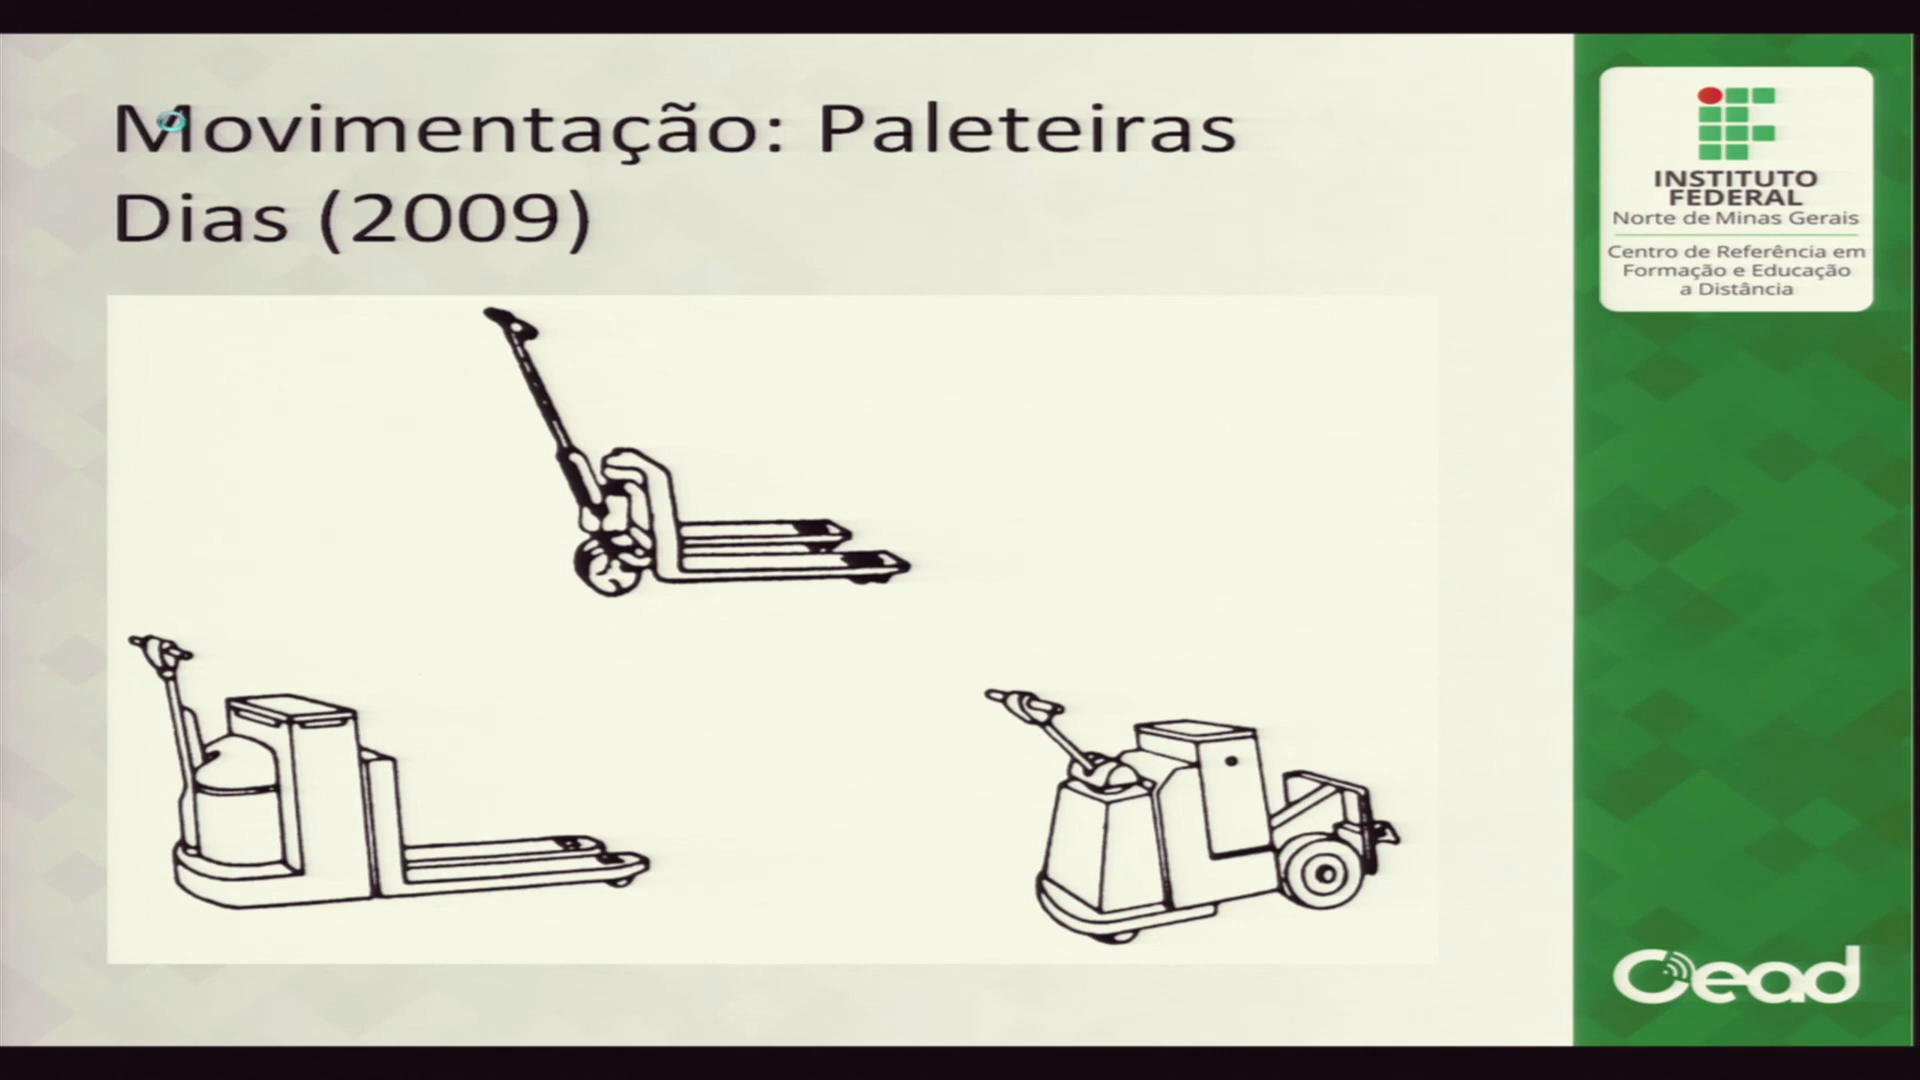 Movimentação: Paleteiras
Dias (2009)
INSTITUTO
FEDERAL
Norte de Minas Gerais
Centro de Referência em
Formação e Educação
a Distância
Cead